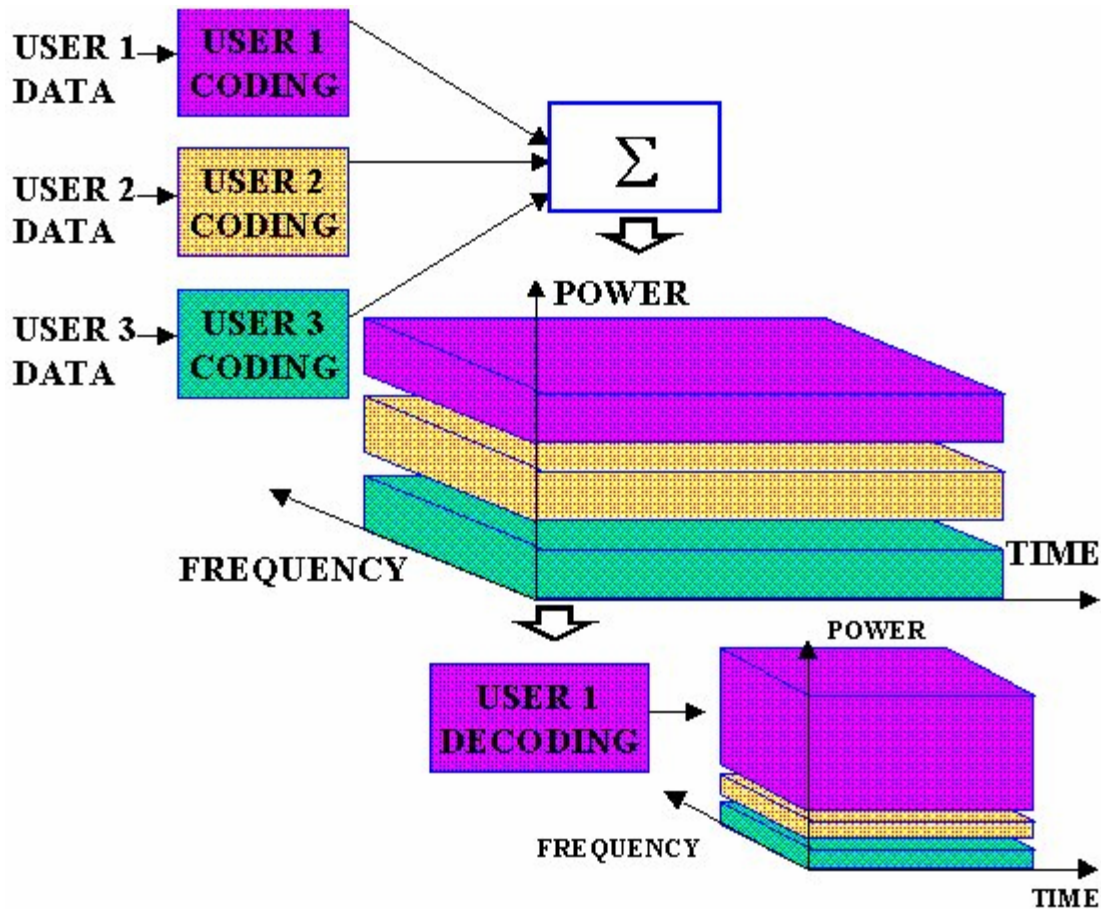 USER 1
DATA
USER 1
CODING
USER 2
DATA
USER 2
CODING
Σ
USER 3
DATA
USER 3
CODING
POWER
FREQUENCY
TIME
USER 1
DECODING
POWER
FREQUENCY
TIME